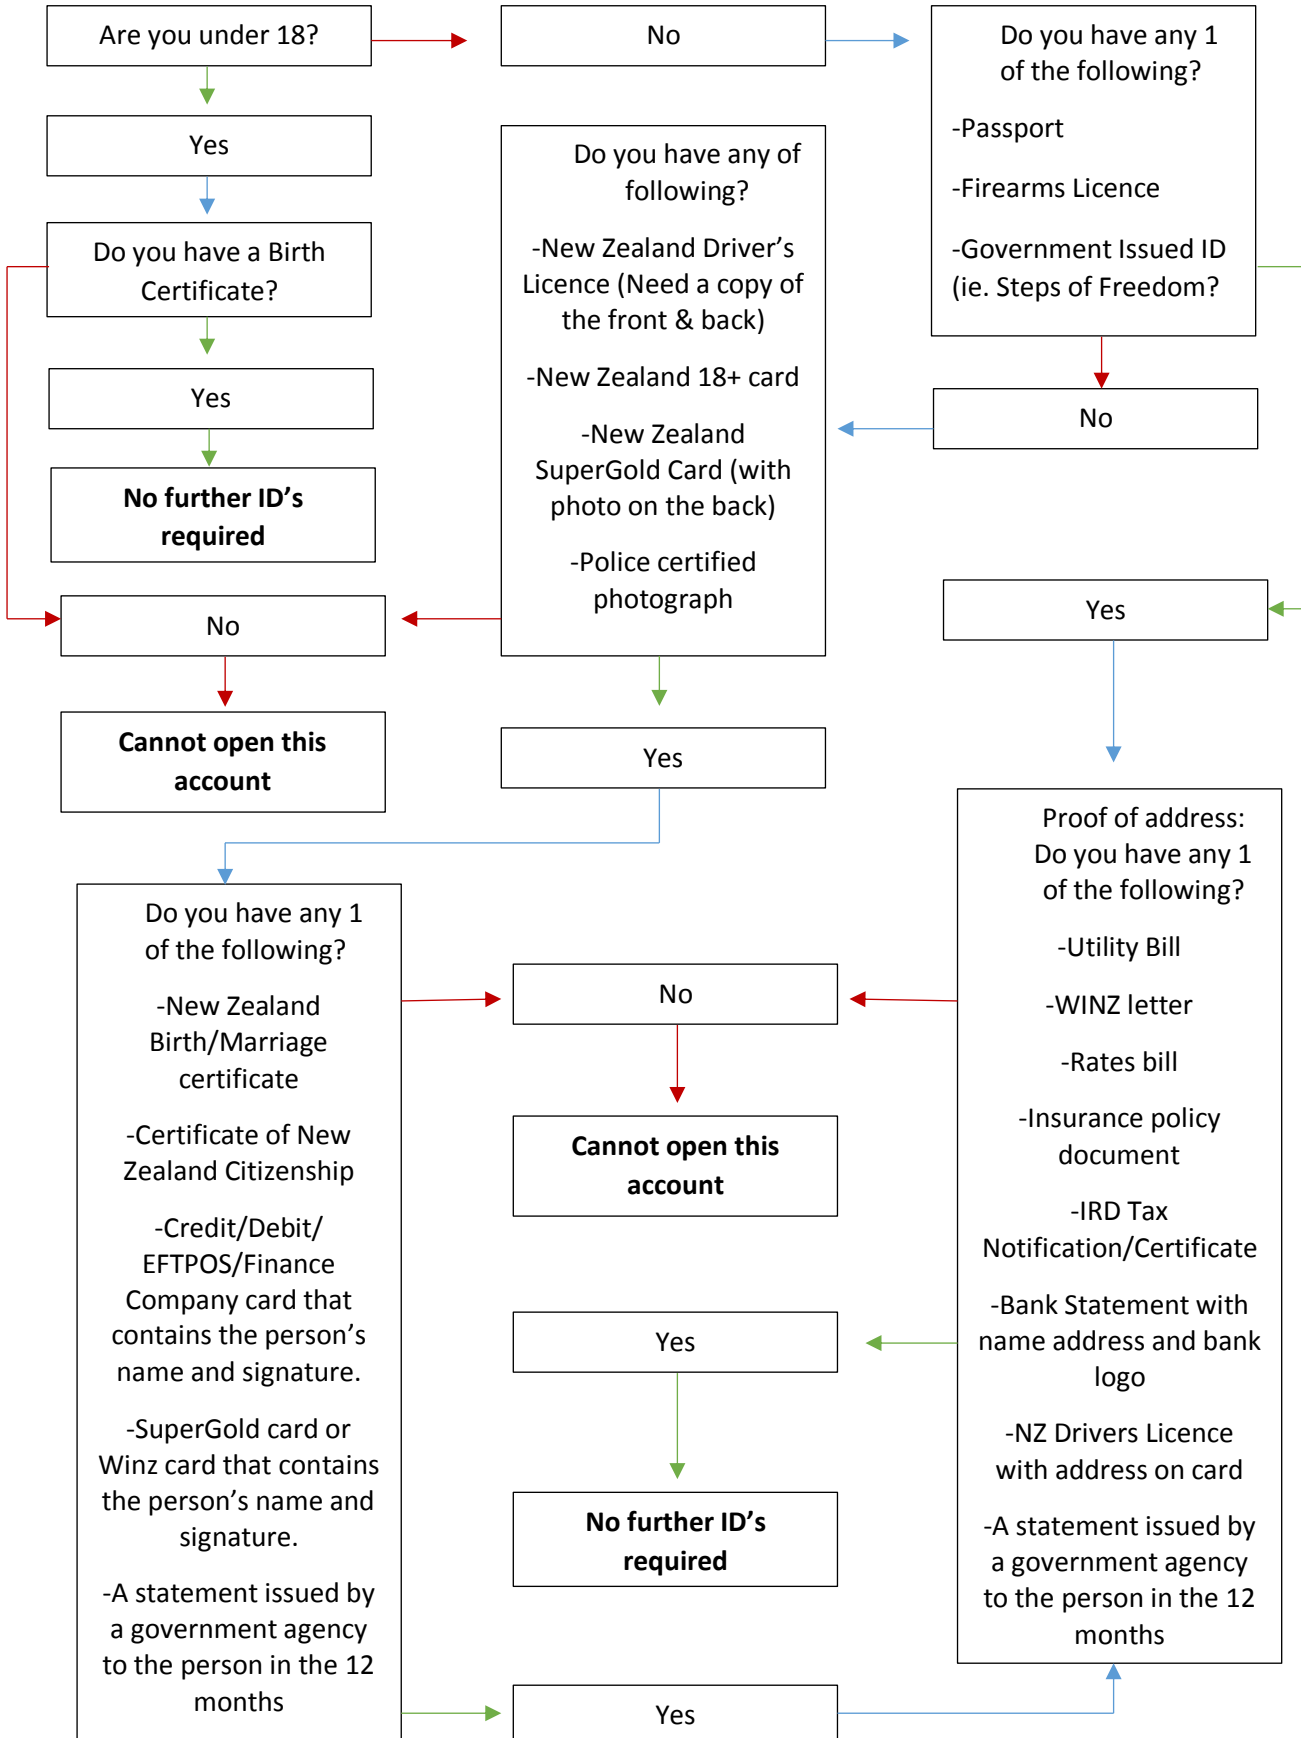 Are you under 18?
No
Do you have any 1
of the following?
-Passport
-Firearms Licence
-Government Issued ID
(ie. Steps of Freedom?
Yes
Do you have any of
following?
-New Zealand Driver’s
Licence (Need a copy of
the front & back)
-New Zealand 18+ card
-New Zealand
SuperGold Card (with
photo on the back)
-Police certified
photograph
Do you have a Birth
Certificate?
Yes
No
No further ID’s
required
No
Yes
Cannot open this
account
Yes
Proof of address:
Do you have any 1
of the following?
-Utility Bill
-WINZ letter
-Rates bill
-Insurance policy
document
-IRD Tax
Notification/Certificate
-Bank Statement with
name address and bank
logo
-NZ Drivers Licence
with address on card
-A statement issued by
a government agency
to the person in the 12
months
Do you have any 1
of the following?
-New Zealand
Birth/Marriage
certificate
-Certificate of New
Zealand Citizenship
-Credit/Debit/
EFTPOS/Finance
Company card that
contains the person’s
name and signature.
-SuperGold card or
Winz card that contains
the person’s name and
signature.
-A statement issued by
a government agency
to the person in the 12
months
No
Cannot open this
account
Yes
No further ID’s
required
Yes